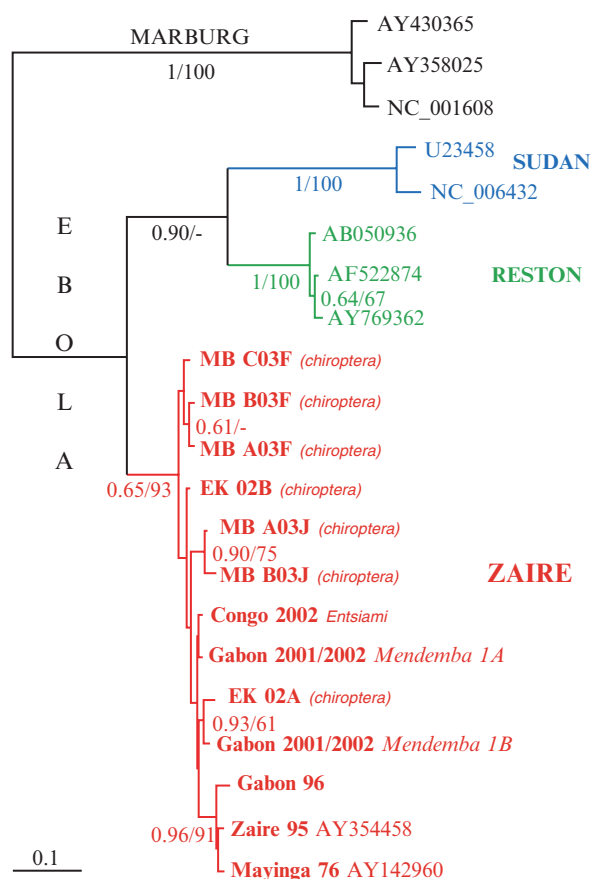 AY430365
MARBURG
1/100
AY358025
NC_001608
U23458
SUDAN
1/100
NC_006432
E
0.90/-
AB050936
B
1/100
AF522874
RESTON
0.64/67
AY769362
O
MB C03F (chiroptera)
L
MB B03F (chiroptera)
0.61/-
MB A03F (chiroptera)
A
0.65/93
EK 02B (chiroptera)
MB A03J (chiroptera)
0.90/75
MB B03J (chiroptera)
ZAIRE
Congo 2002 Entsiami
Gabon 2001/2002 Mendemba 1A
EK 02A (chiroptera)
0.93/61
Gabon 2001/2002 Mendemba 1B
Gabon 96
0.96/91
Zaire 95 AY354458
0.1
Mayinga 76 AY142960